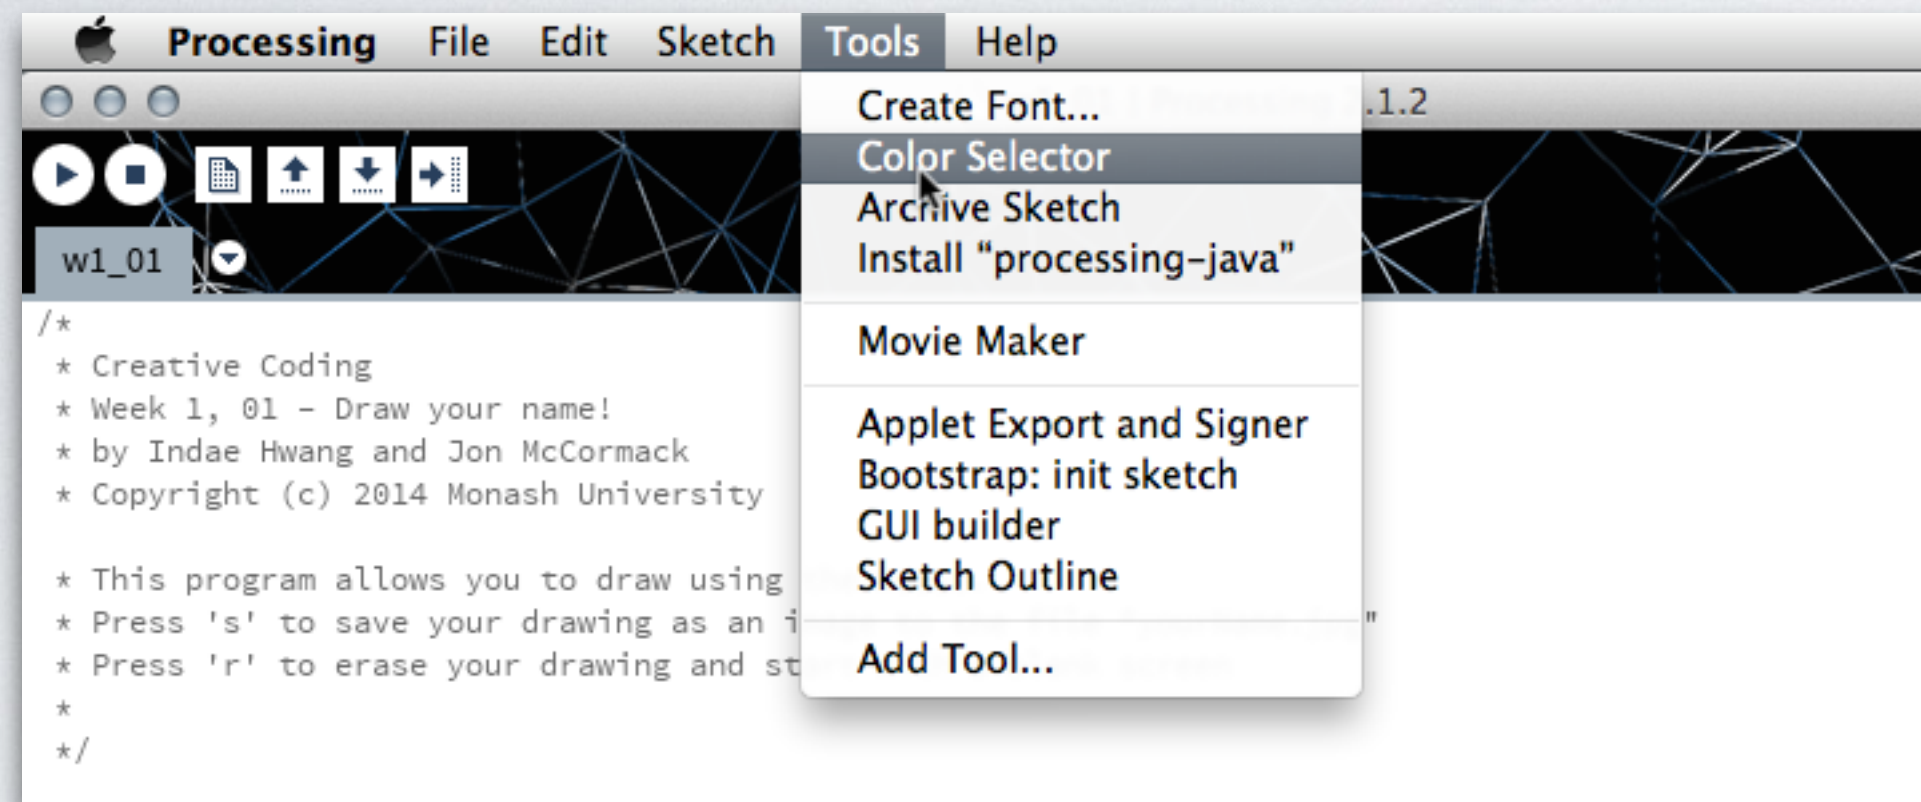 Processing File Edit Sketch Tools Help
.1.2
Create Font...
Color Selector
Archive Sketch
Install “processing-java”
Movie Maker
Applet Export and Signer
Bootstrap: init sketch
GUI builder
Sketch Outline
Add Tool...
w1_01
/*
* Creative Coding
* Week 1, 01 – Draw your name!
* by Indae Hwang and Jon McCormack
* Copyright (c) 2014 Monash University
* This program allows you to draw using
* Press 's' to save your drawing as an "
* Press 'r' to erase your drawing and
*
*/